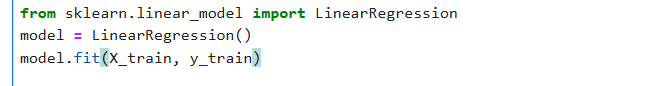 from sklearn.linear_model import LinearRegression
model = LinearRegression()
model.fit(X_train, y_train)